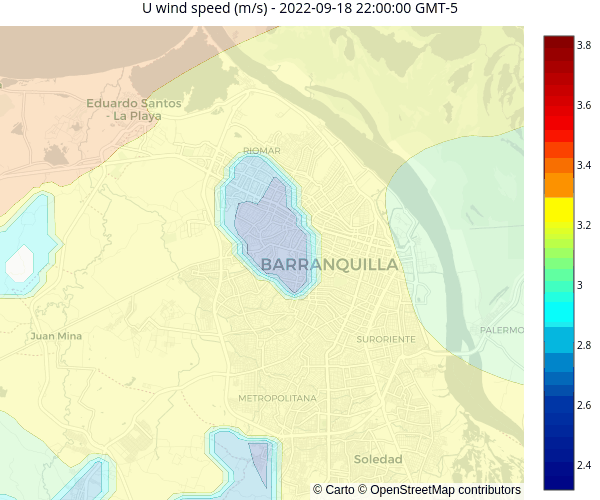 U wind speed (m/s) - 2022-09-18 22:00:00 GMT-5
3.8
Eduardo Santos
- La Playa
3.6
RIOMAR
3.4
3.2
BARRANQUILLA
3
Juan Mina
PALERMO
SURORIENTE
2.8
METROPOLITANA
2.6
Soledad
2.4
© Carto © OpenStreetMap contributors